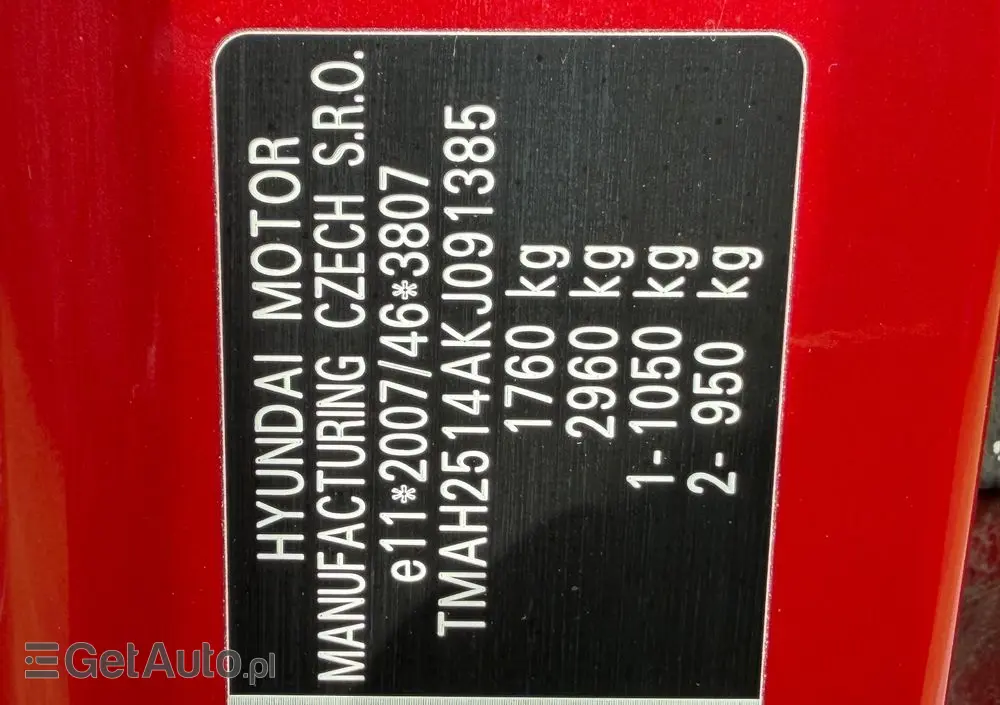 HYUNDAI MOTOR
MANUFACTURING CZECH S.R.O.
e11*2007/46*3807
TMAH2514AKJ091385
1760 kg
2960 kg
1- 1050 kg
2- 950 kg
GetAuto.pl